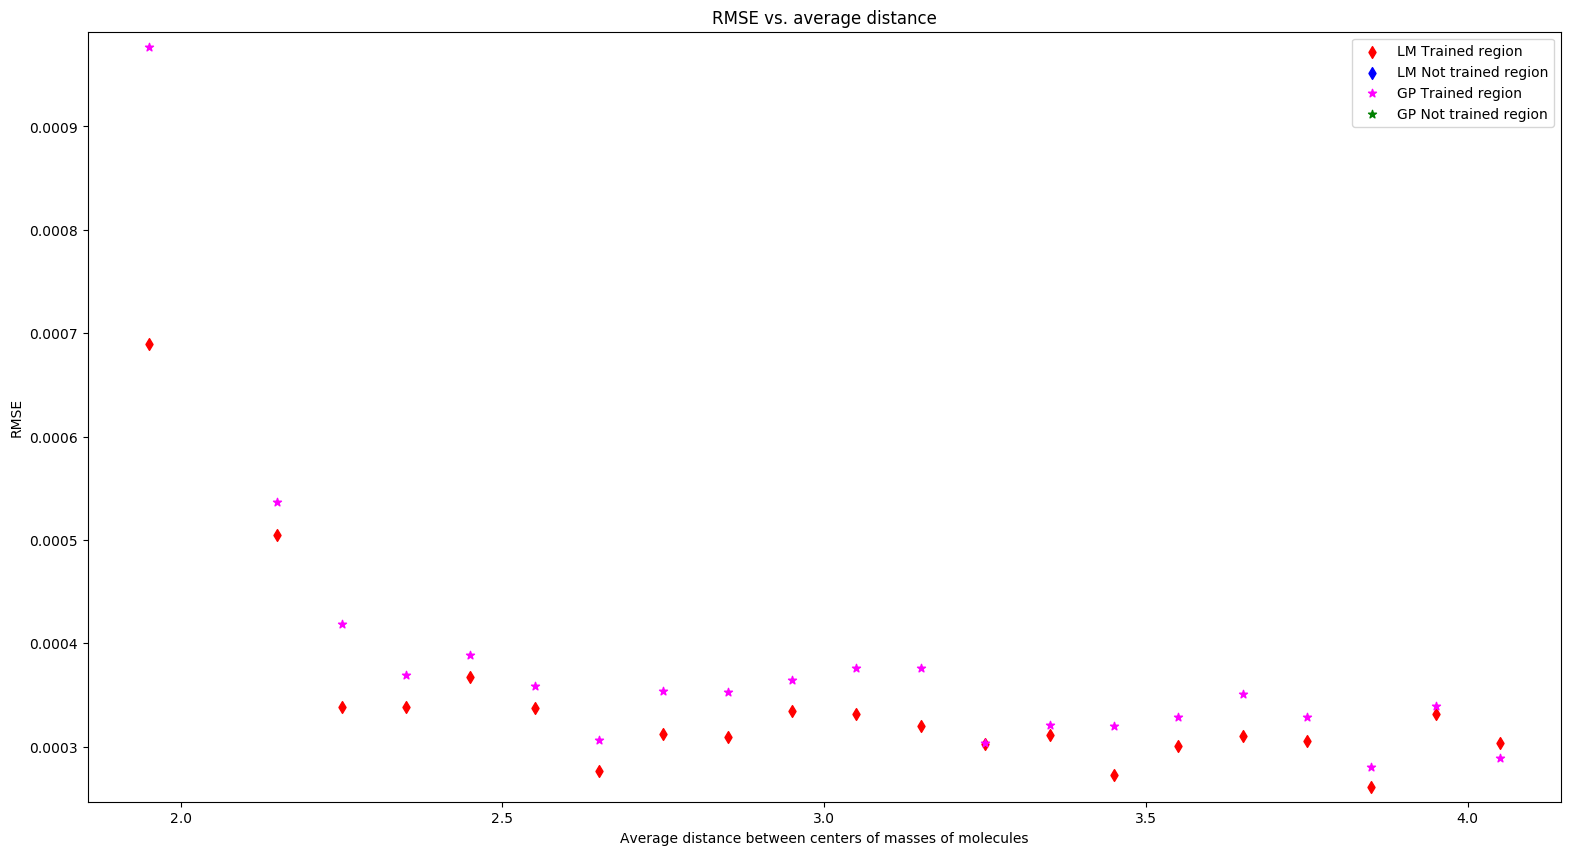 RMSE vs. average distance
LM Trained region
LM Not trained region
GP Trained region
GP Not trained region
0.0009
0.0008
0.0007
0.0006
0.0005
0.0004
0.0003
RMSE
2.0 2.5 3.0 3.5 4.0
Average distance between centers of masses of molecules